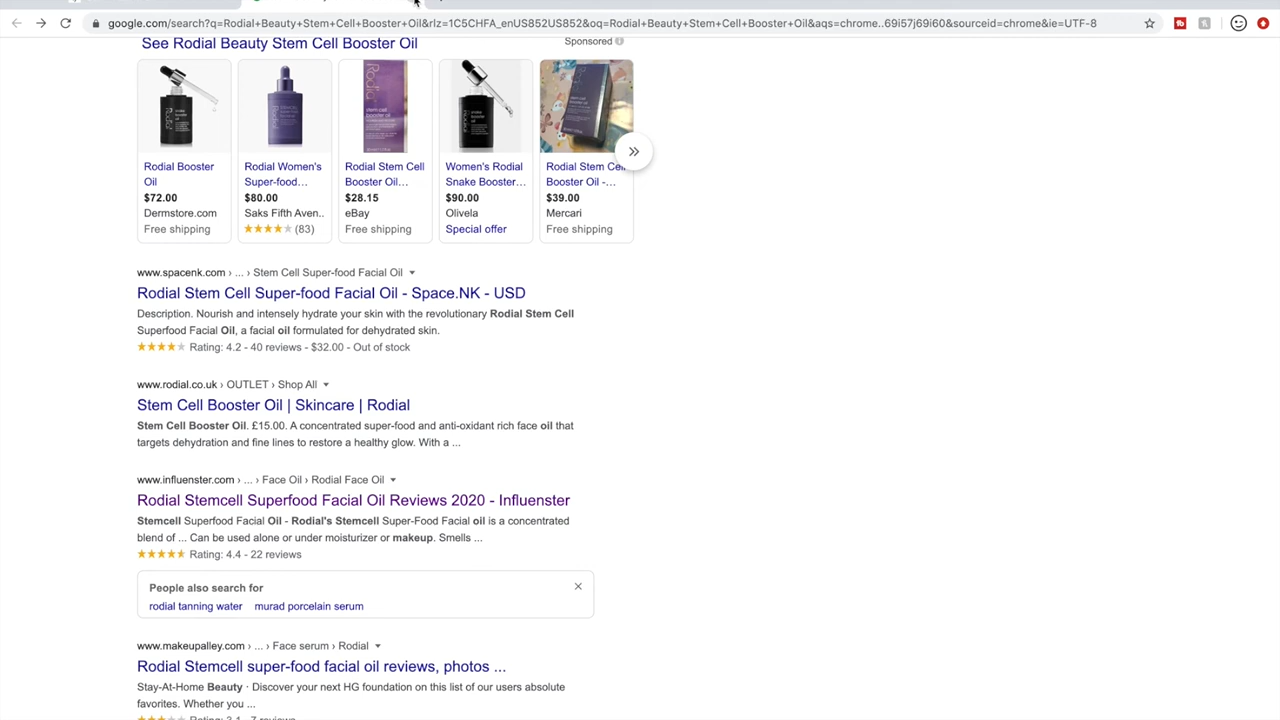 google.com/search?q=Rodial+Beauty+Stem+Cell+Booster+Oil&rlz=1C5CHFA_enUS852US852&oq=Rodial+Beauty+Stem+Cell+Booster+Oil&aqs=chrome..69i57j69i60&sourceid=chrome&ie=UTF-8
See Rodial Beauty Stem Cell Booster Oil
Sponsored
Rodial Booster
Oil
$72.00
Dermstore.com
Free shipping
Rodial Women's
Super-food...
$80.00
Saks Fifth Aven..
(83)
Rodial Stem Cell
Booster Oil...
$28.15
eBay
Free shipping
Women's Rodial
Snake Booster...
$90.00
Olivela
Special offer
Rodial Stem Cell
Booster Oil -...
$39.00
Mercari
Free shipping
www.spacenk.com › ... › Stem Cell Super-food Facial Oil
Rodial Stem Cell Super-food Facial Oil - Space.NK - USD
Description. Nourish and intensely hydrate your skin with the revolutionary Rodial Stem Cell
Superfood Facial Oil, a facial oil formulated for dehydrated skin.
Rating: 4.2 - 40 reviews - $32.00 - Out of stock
www.rodial.co.uk › OUTLET › Shop All
Stem Cell Booster Oil | Skincare | Rodial
Stem Cell Booster Oil. £15.00. A concentrated super-food and anti-oxidant rich face oil that
targets dehydration and fine lines to restore a healthy glow. With a ...
www.influenster.com › ... › Face Oil › Rodial Face Oil
Rodial Stemcell Superfood Facial Oil Reviews 2020 - Influenster
Stemcell Superfood Facial Oil - Rodial's Stemcell Super-Food Facial oil is a concentrated
blend of ... Can be used alone or under moisturizer or makeup. Smells ...
Rating: 4.4 - 22 reviews
People also search for
rodial tanning water murad porcelain serum
www.makeupalley.com › ... › Face serum › Rodial
Rodial Stemcell super-food facial oil reviews, photos ...
Stay-At-Home Beauty · Discover your next HG foundation on this list of our users absolute
favorites. Whether you ...
Rating: 3.1 - 7 reviews